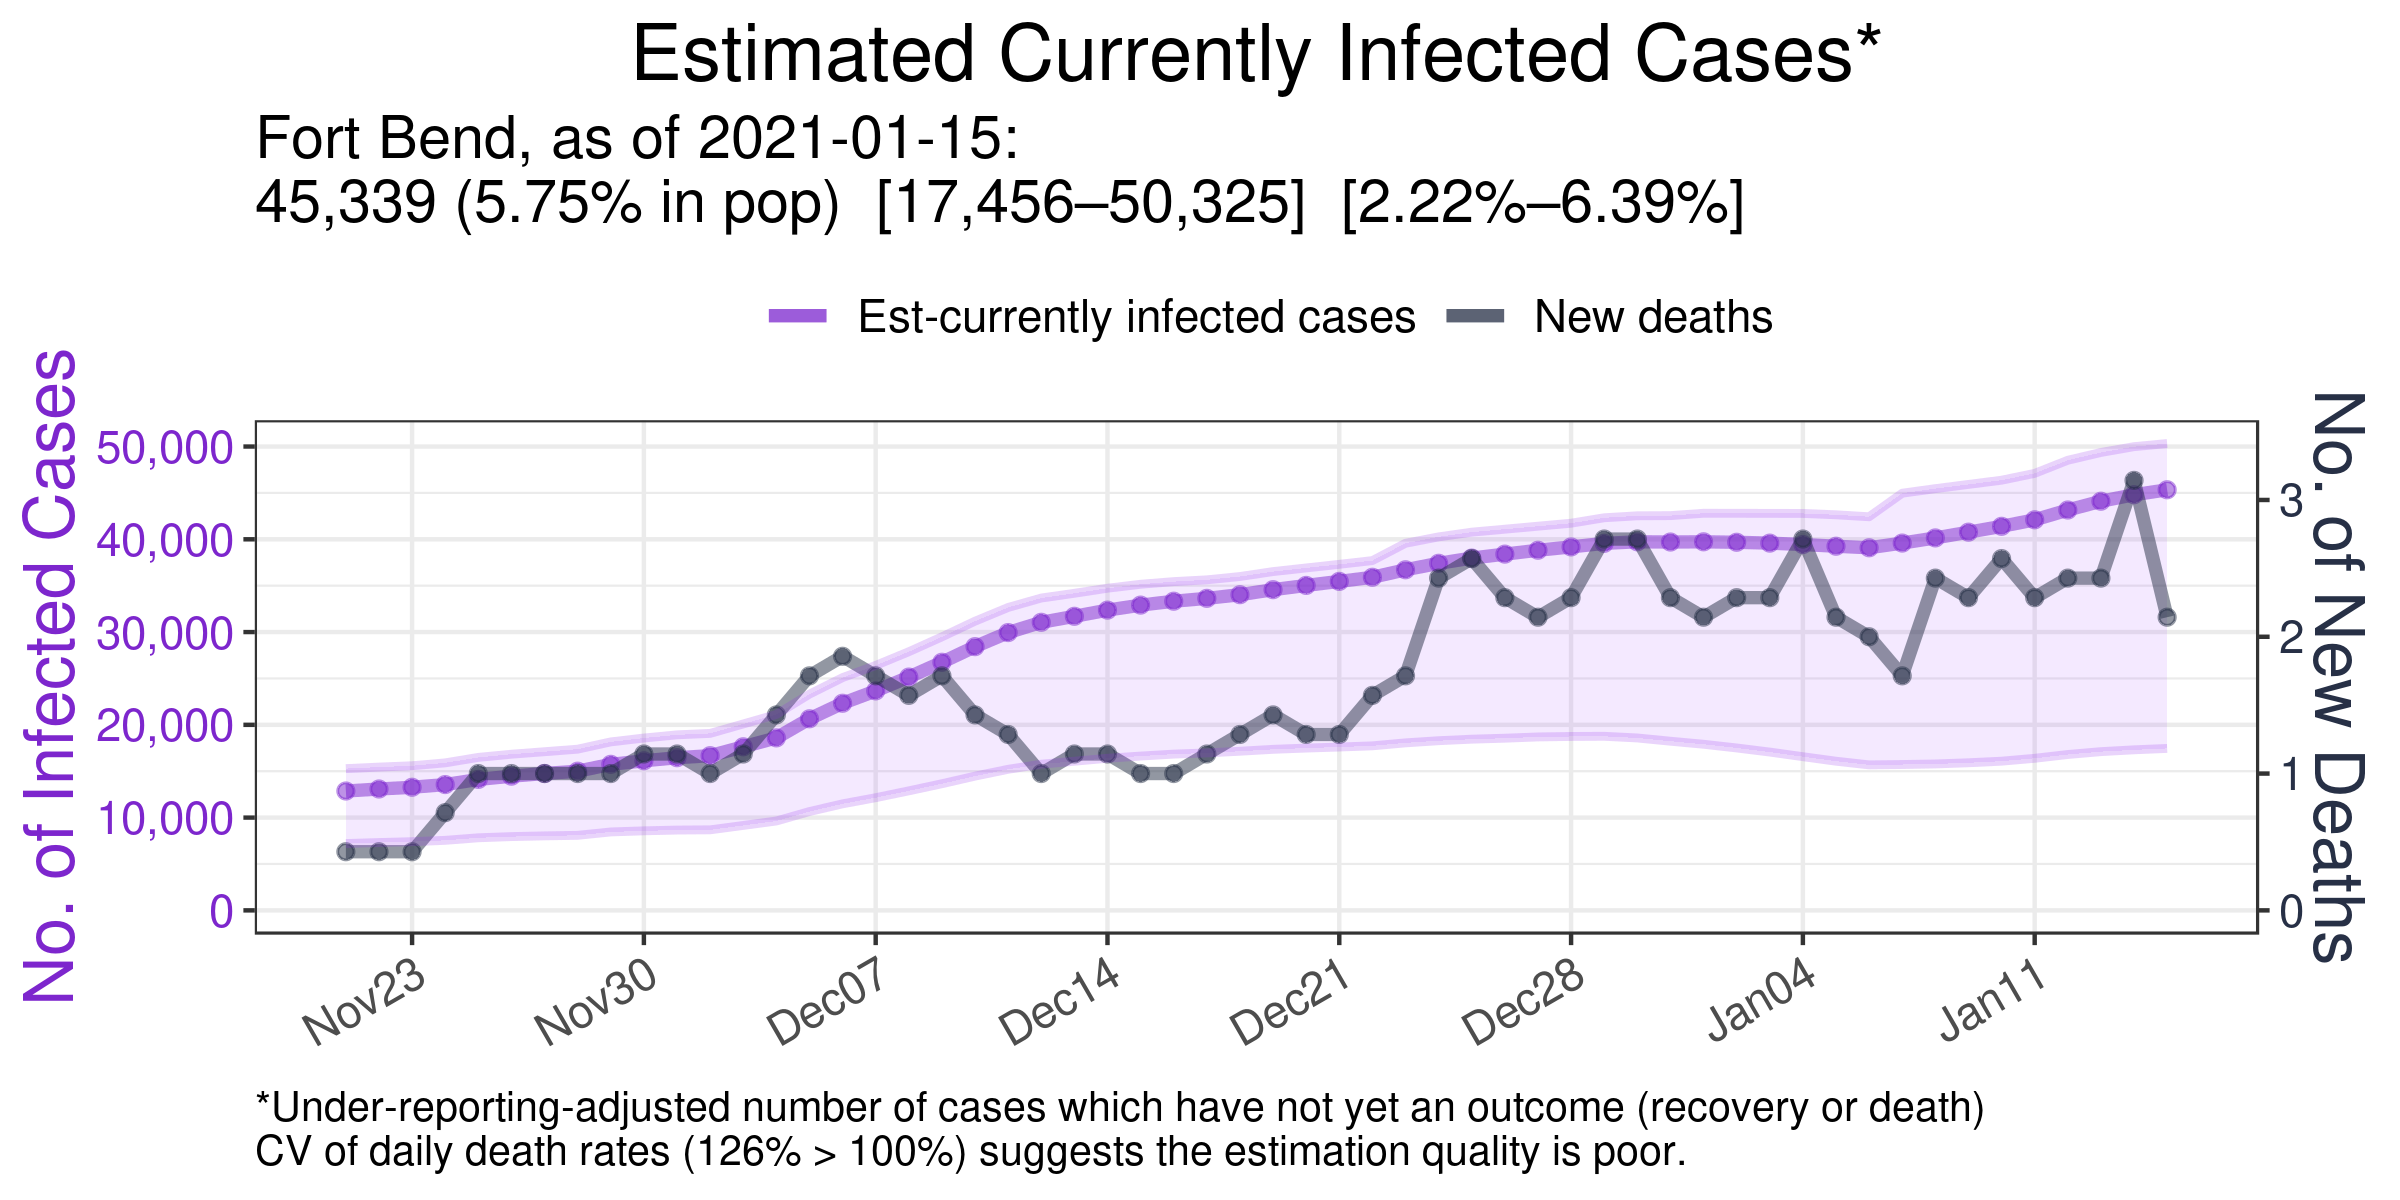 Estimated Currently Infected Cases*
Fort Bend, as of 2021-01-15:
45,339 (5.75% in pop)  [17,456–50,325]  [2.22%–6.39%]
Est-currently infected cases
New deaths
No. of Infected Cases
50,000
40,000
30,000
20,000
10,000
0
No. of New Deaths
3
2
1
0
Nov23
Nov30
Dec07
Dec14
Dec21
Dec28
Jan04
Jan11
*Under-reporting-adjusted number of cases which have not yet an outcome (recovery or death)
CV of daily death rates (126% > 100%) suggests the estimation quality is poor.